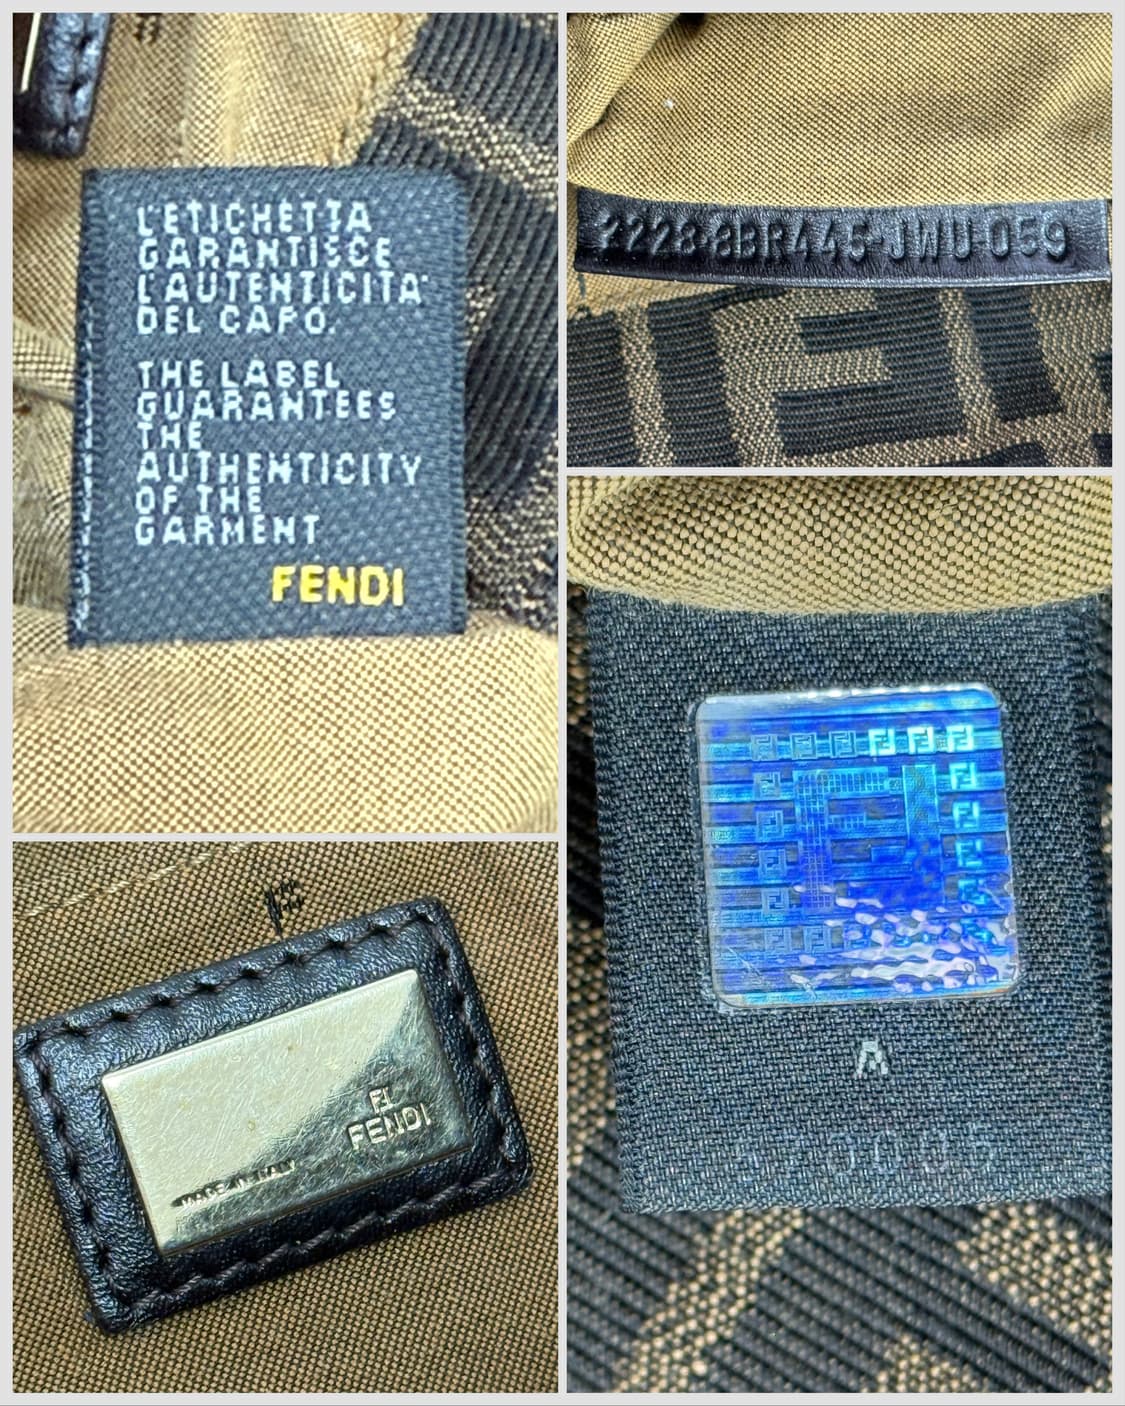 L'ETICHETTA
GARANTISCE
L'AUTENTICITA'
DEL CAPO.
THE LABEL
GUARANTEES
THE
AUTHENTICITY
OF THE
GARMENT
FENDI
2228-8BR445-JWU-059
FENDI
MADE IN ITALY
A